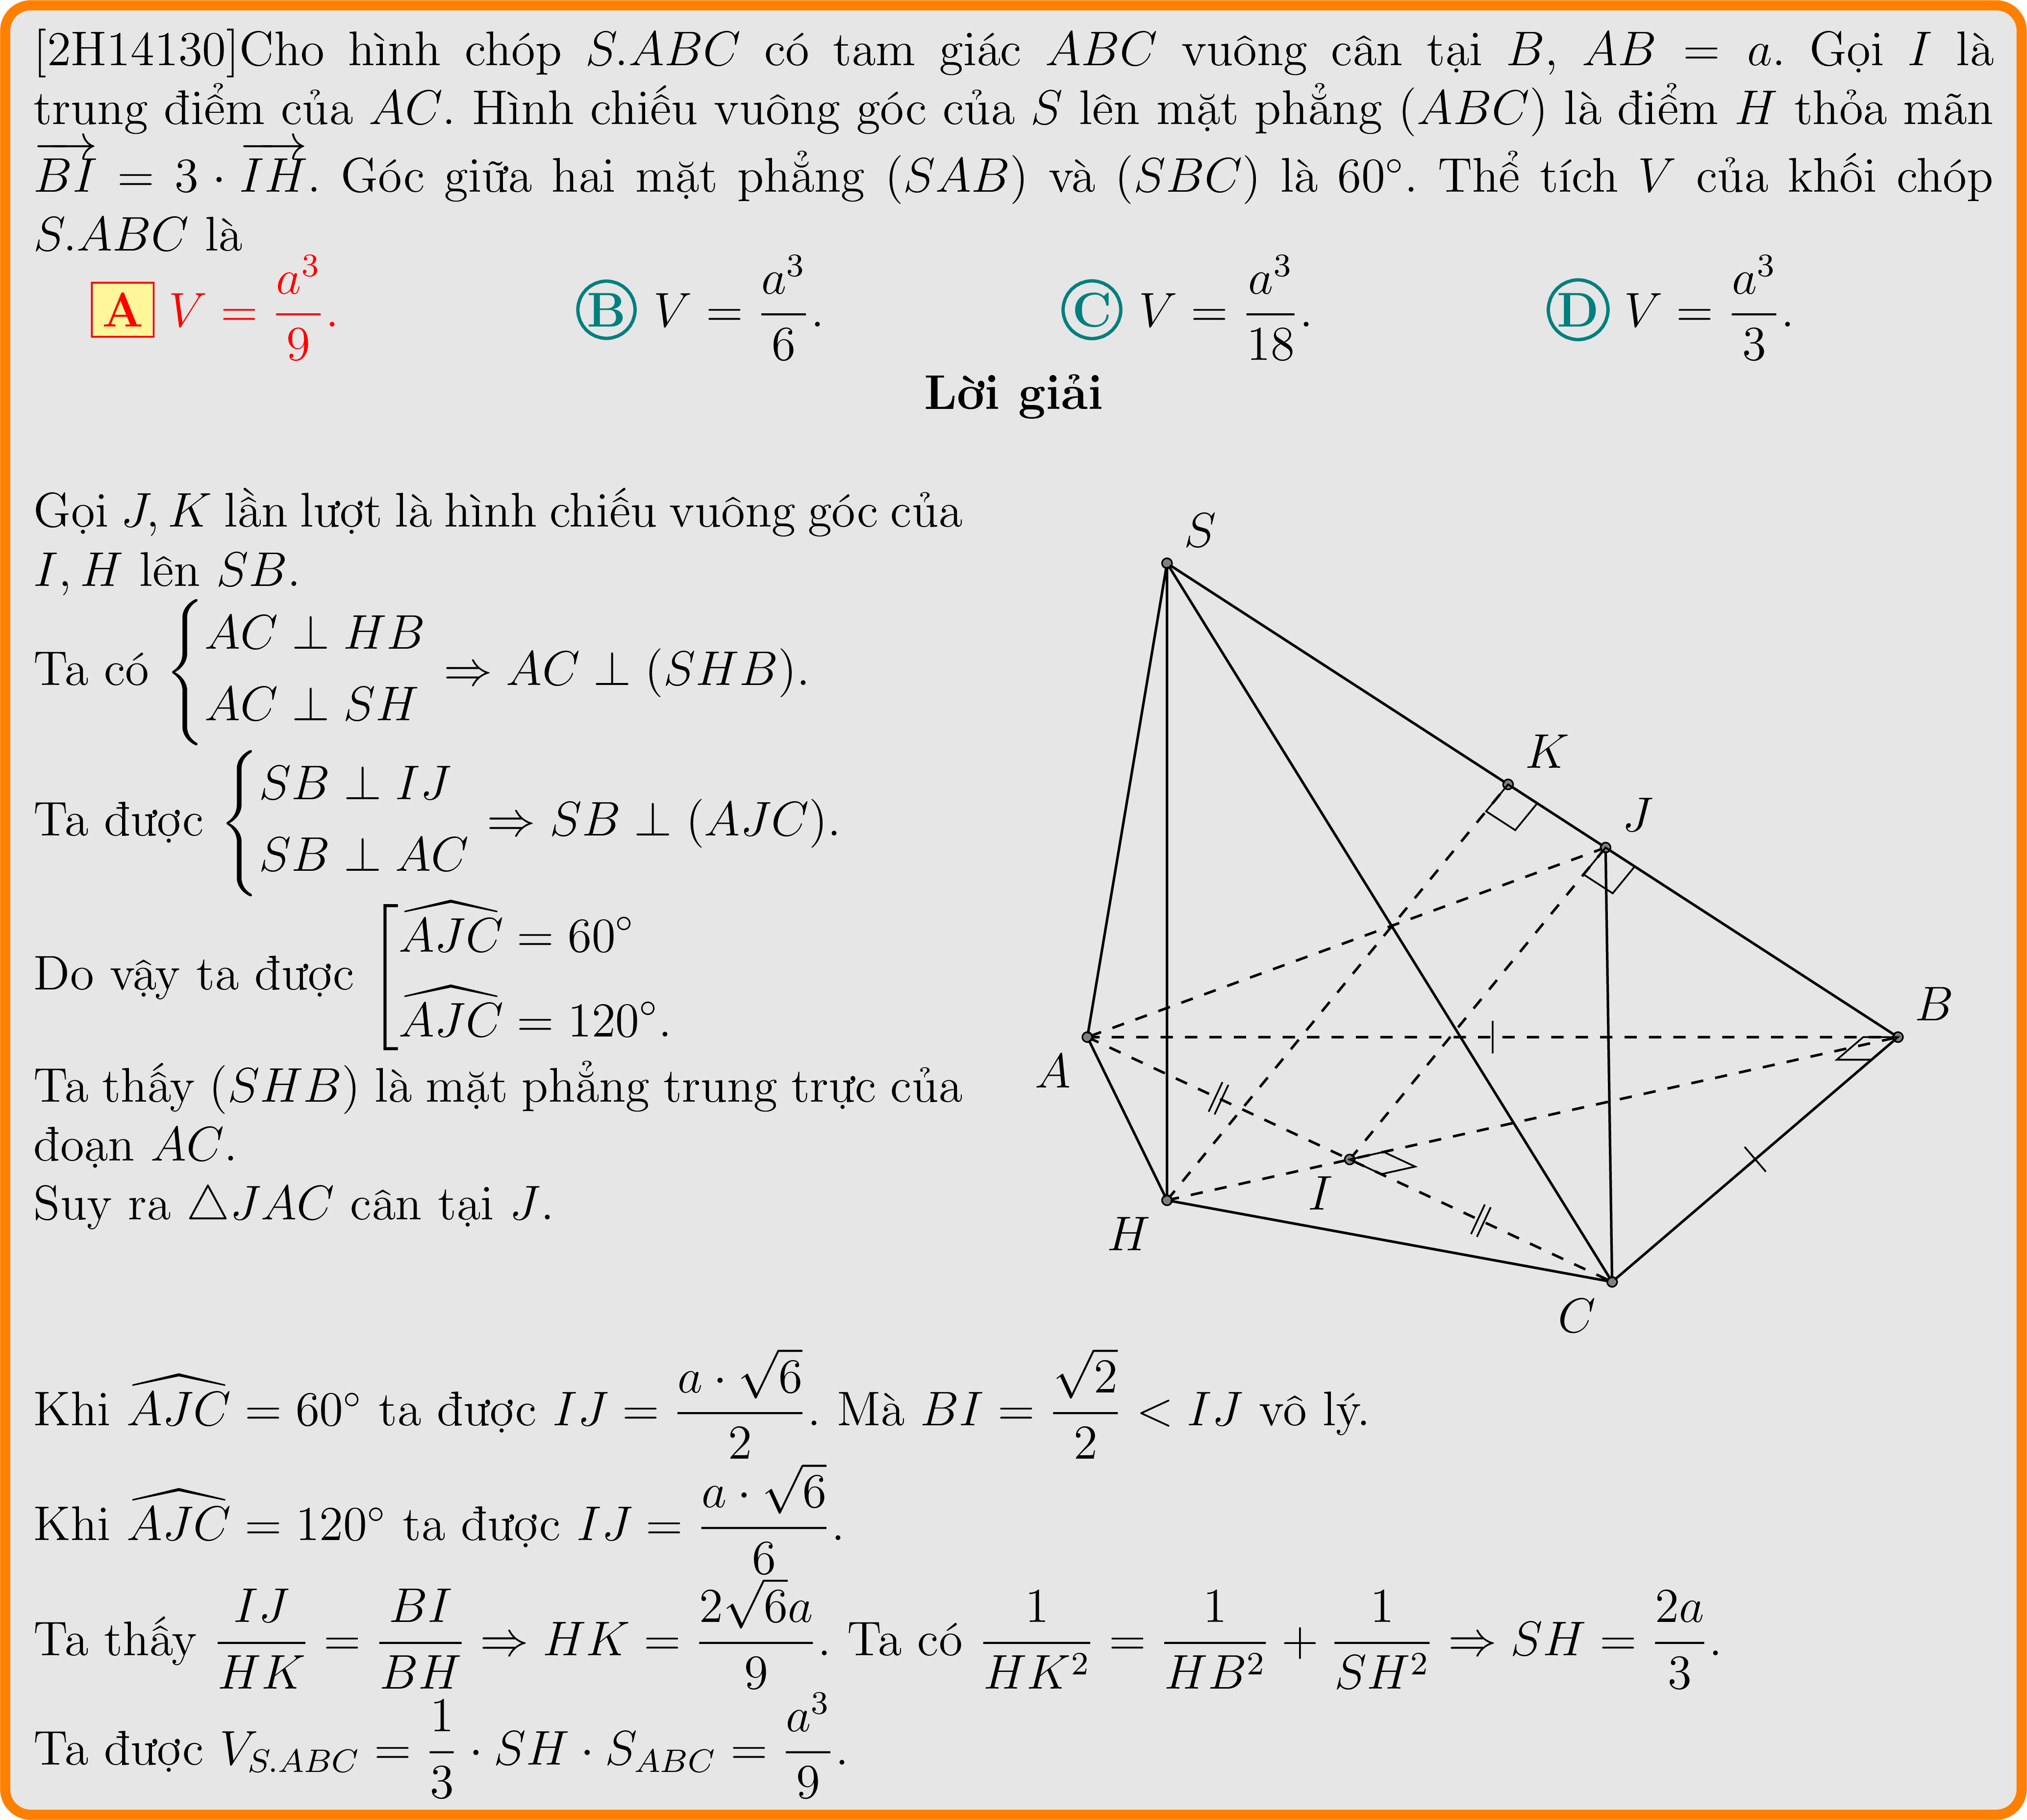 [2H14130]Cho hình chóp S.ABC có tam giác ABC vuông cân tại B, AB = a. Gọi I là
trung điểm của AC. Hình chiếu vuông góc của S lên mặt phẳng (ABC) là điểm H thỏa mãn
$\overrightarrow{BI} = 3 \cdot \overrightarrow{IH}$. Góc giữa hai mặt phẳng (SAB) và (SBC) là 60°. Thể tích V của khối chóp
S.ABC là
A $V = \frac{a^3}{9}$. B $V = \frac{a^3}{6}$. C $V = \frac{a^3}{18}$. D $V = \frac{a^3}{3}$.
Lời giải
Gọi J, K lần lượt là hình chiếu vuông góc của
I, H lên SB.
Ta có $\begin{cases} AC \perp HB \\ AC \perp SH \end{cases} \Rightarrow AC \perp (SHB)$.
Ta được $\begin{cases} SB \perp IJ \\ SB \perp AC \end{cases} \Rightarrow SB \perp (AJC)$.
Do vậy ta được $\left[\begin{array}{l} \widehat{AJC} = 60^\circ \\ \widehat{AJC} = 120^\circ. \end{array}\right.$
Ta thấy (SHB) là mặt phẳng trung trực của
đoạn AC.
Suy ra △JAC cân tại J.
S
K
J
B
A
I
H
C
Khi $\widehat{AJC} = 60^\circ$ ta được $IJ = \frac{a \cdot \sqrt{6}}{2}$. Mà $BI = \frac{\sqrt{2}}{2} < IJ$ vô lý.
Khi $\widehat{AJC} = 120^\circ$ ta được $IJ = \frac{a \cdot \sqrt{6}}{6}$.
Ta thấy $\frac{IJ}{HK} = \frac{BI}{BH} \Rightarrow HK = \frac{2\sqrt{6}a}{9}$. Ta có $\frac{1}{HK^2} = \frac{1}{HB^2} + \frac{1}{SH^2} \Rightarrow SH = \frac{2a}{3}$.
Ta được $V_{S.ABC} = \frac{1}{3} \cdot SH \cdot S_{ABC} = \frac{a^3}{9}$.